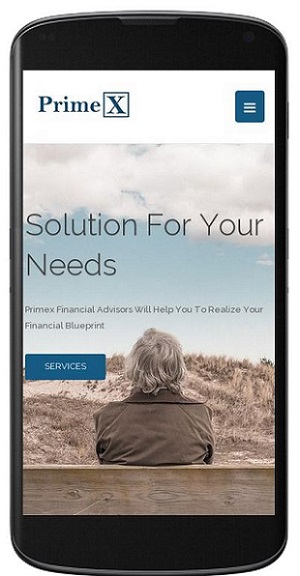 Prime X
Solution For Your
Needs
Primex Financial Advisors Will Help You To Realize Your
Financial Blueprint
SERVICES